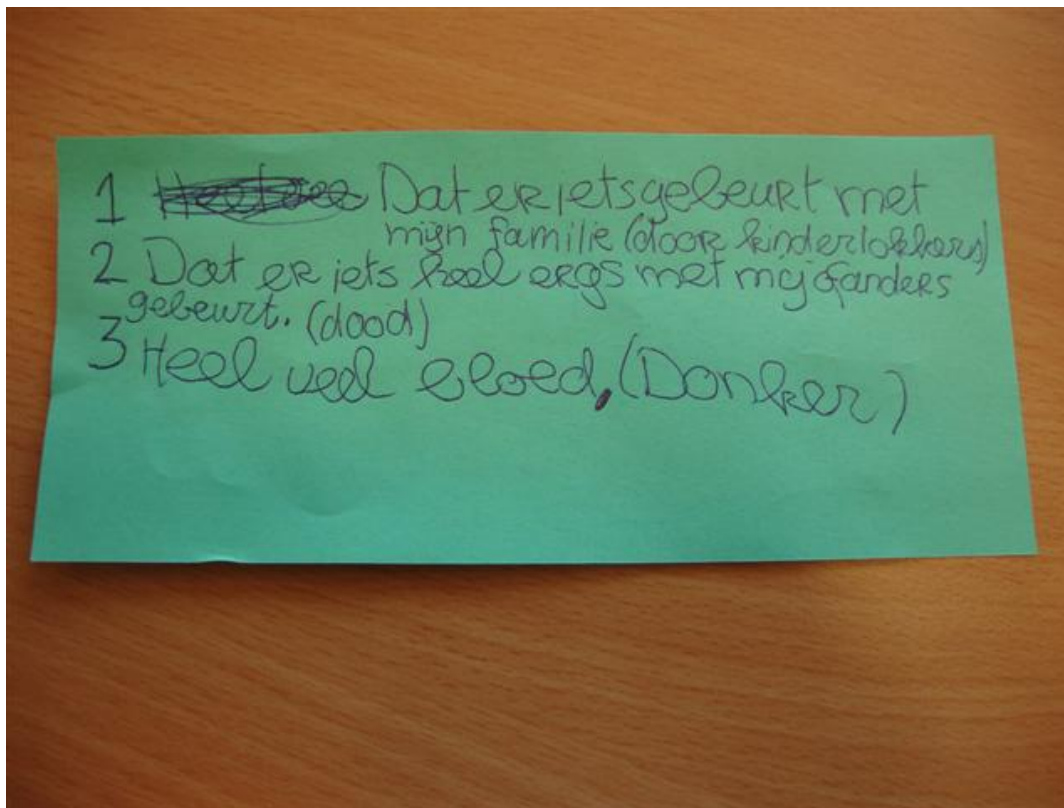 1 Dat er iets gebeurt met
mijn familie (door kinderlokkers)
2 Dat er iets heel ergs met mij of anders
gebeurt. (dood)
3 Heel veel bloed, (Donker)